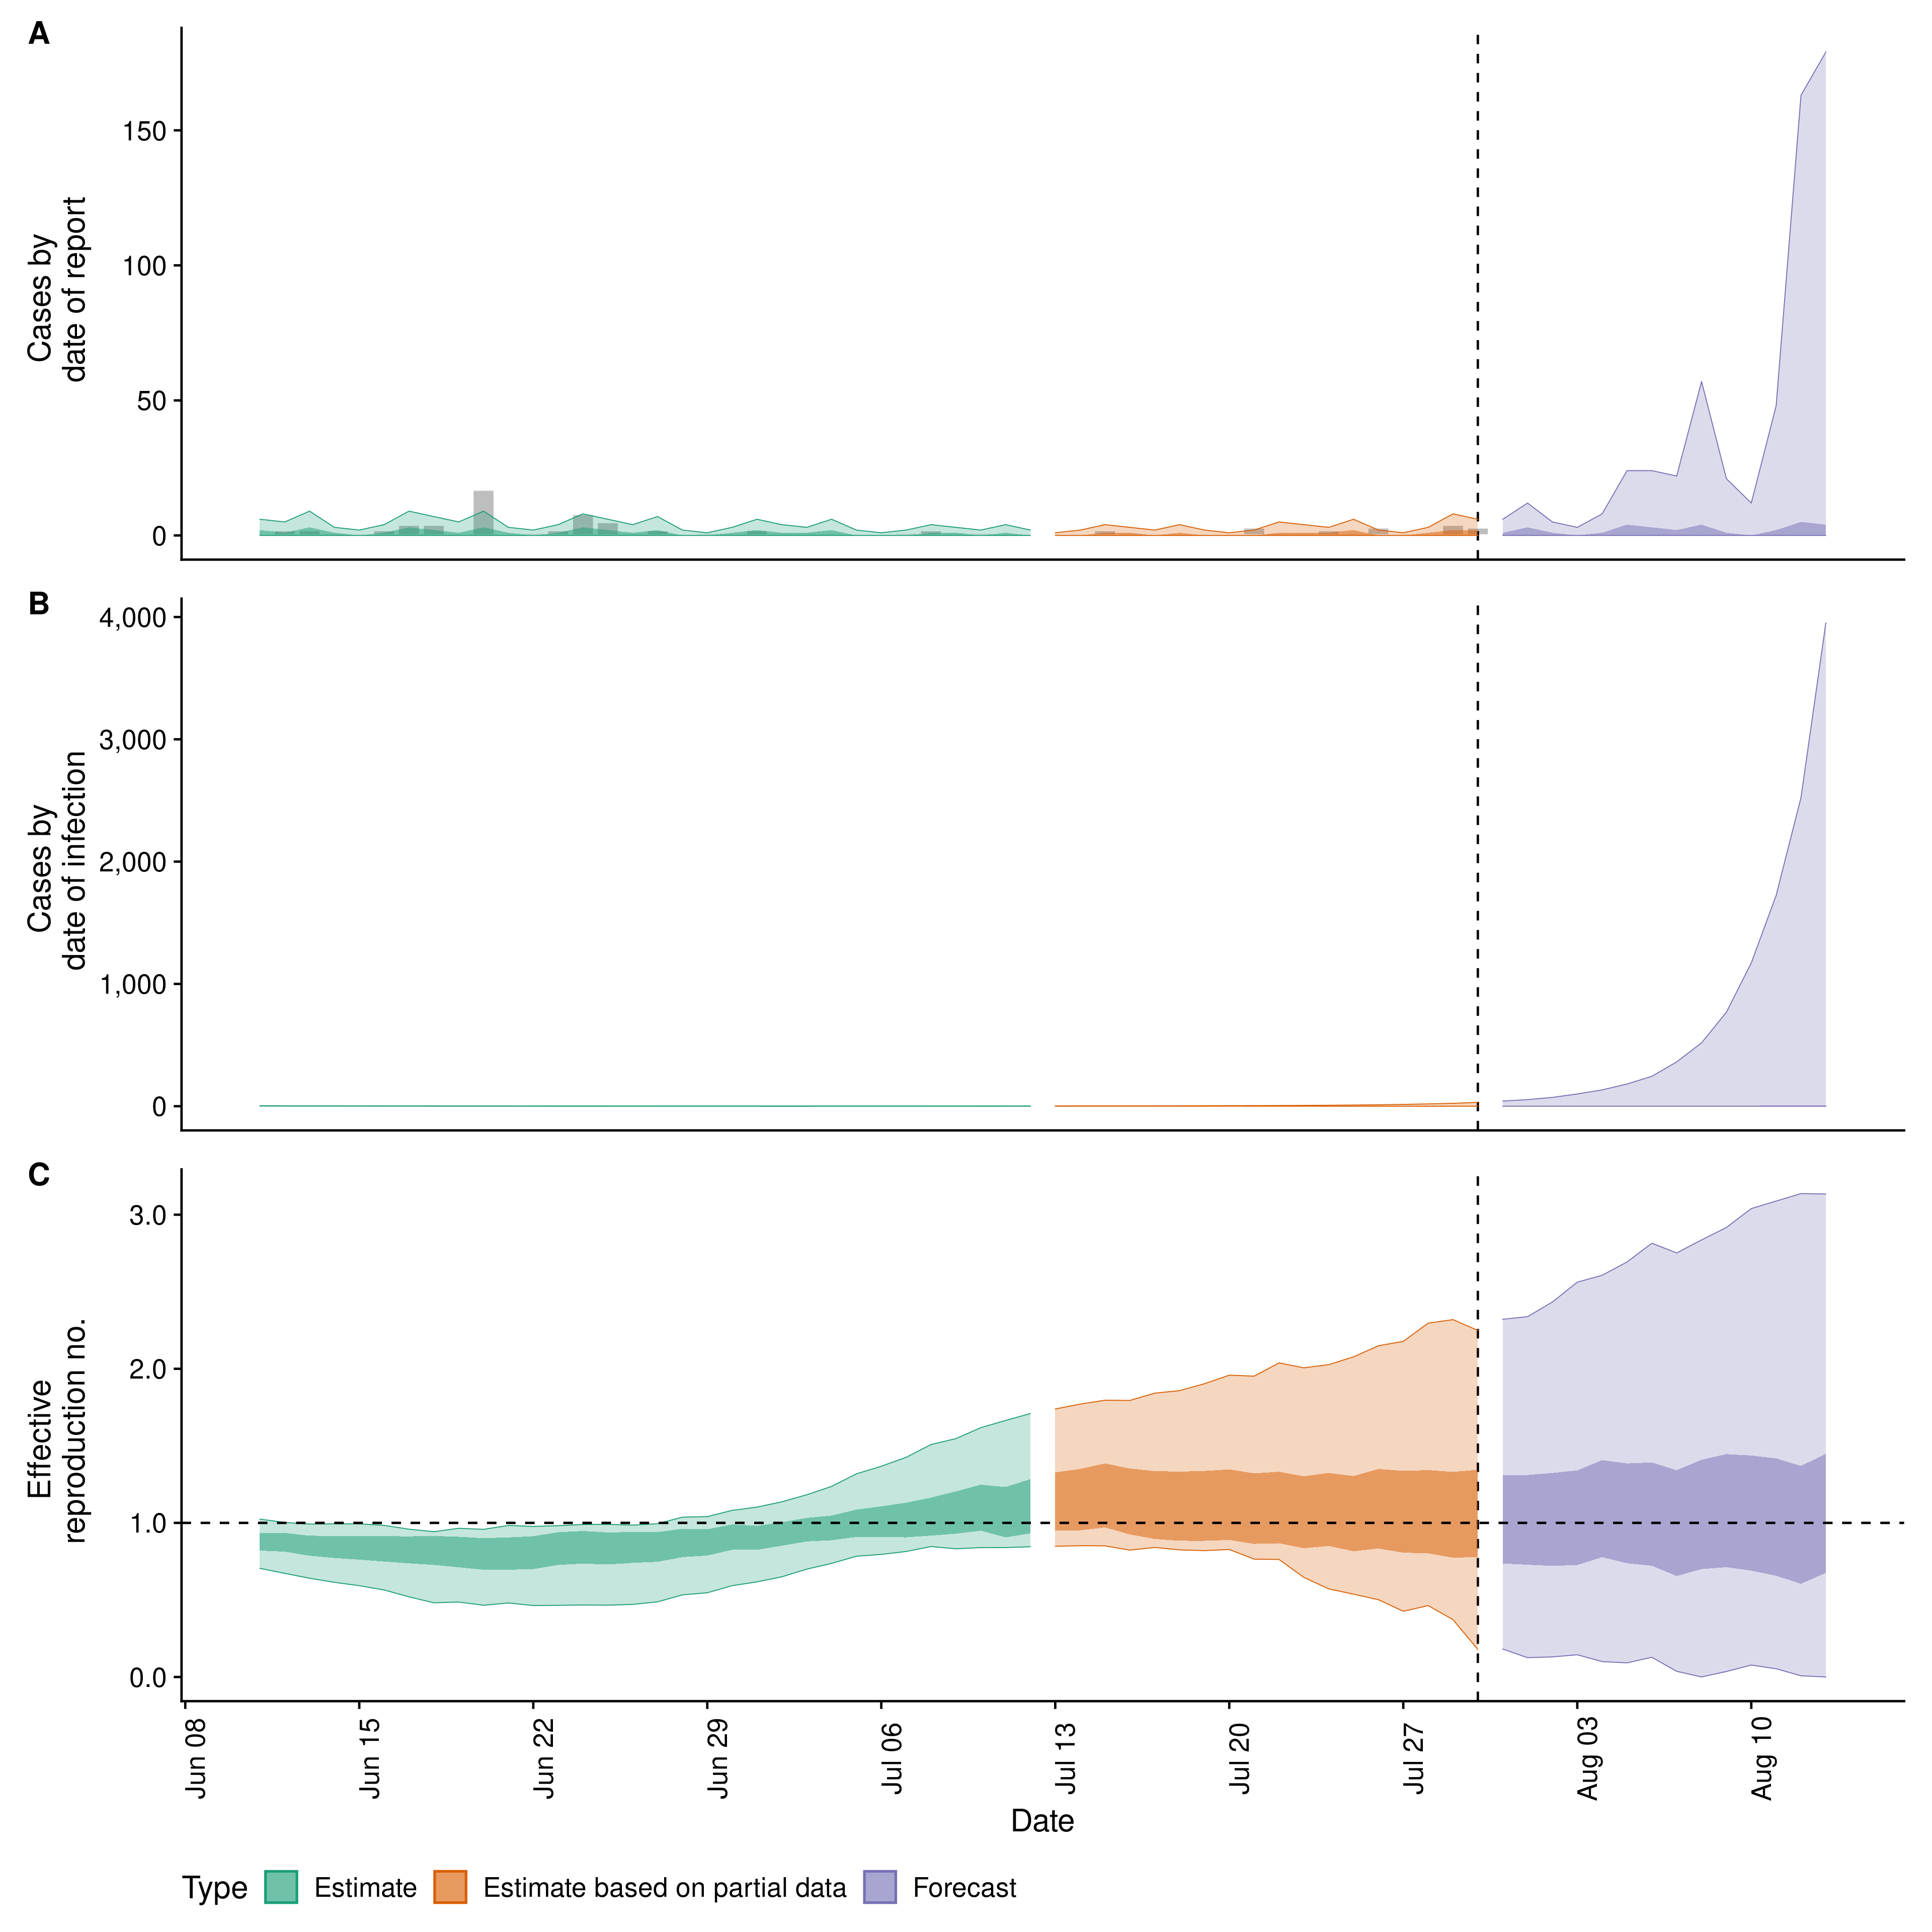 A
150
100
50
0
Cases by
date of report
B
4,000
3,000
2,000
1,000
0
Cases by
date of infection
C
3.0
2.0
1.0
0.0
Effective
reproduction no.
Jun 08
Jun 15
Jun 22
Jun 29
Jul 06
Jul 13
Jul 20
Jul 27
Aug 03
Aug 10
Date
Type Estimate Estimate based on partial data Forecast